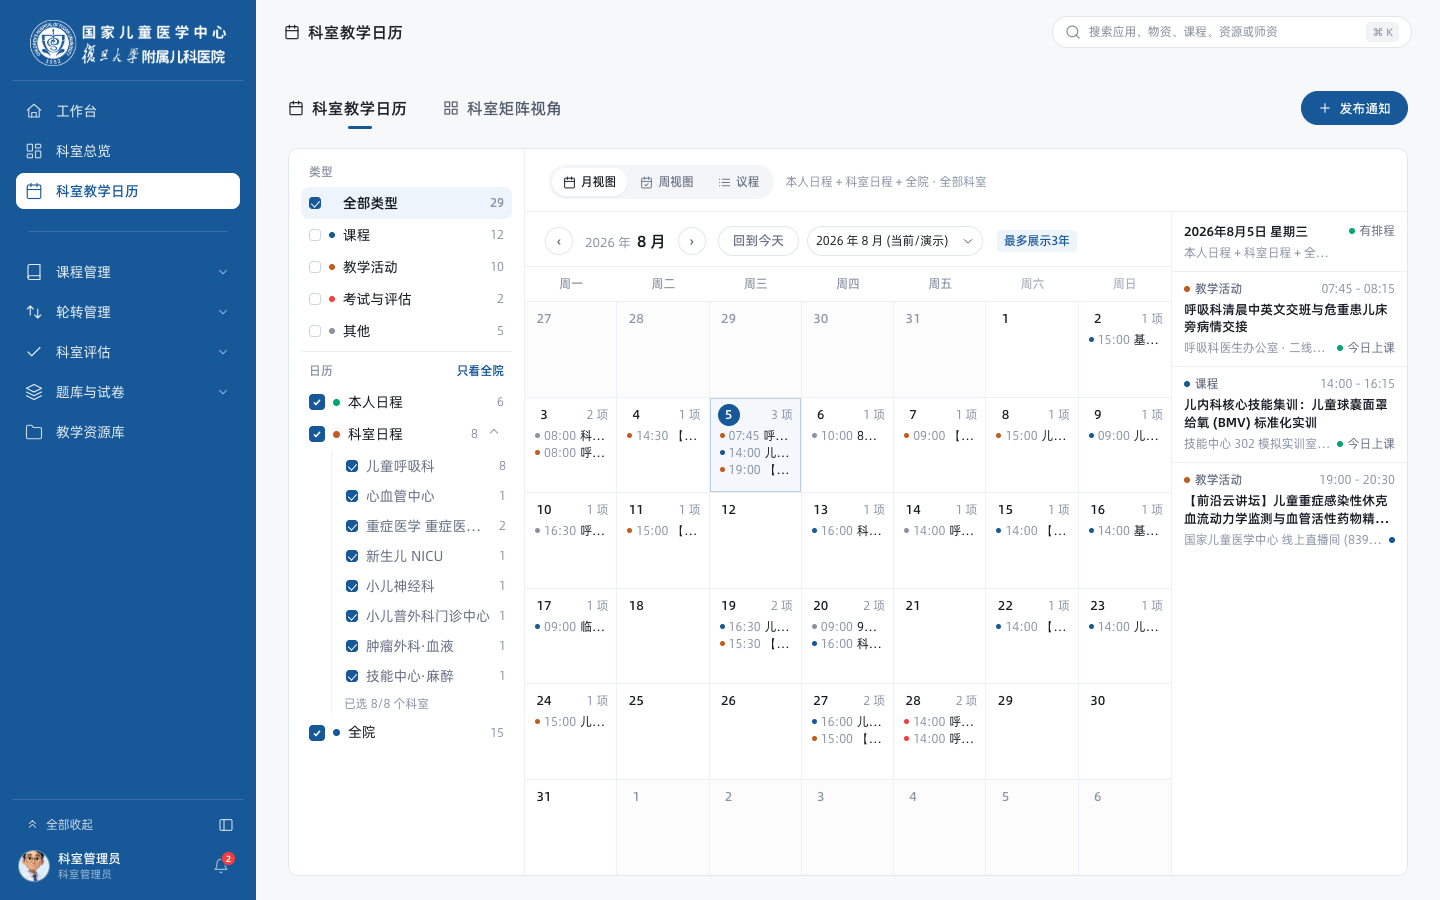 国家儿童医学中心
復旦大学附属儿科医院
工作台
科室总览
科室教学日历
课程管理
轮转管理
科室评估
题库与试卷
教学资源库
全部收起
科室管理员
科室管理员
2
科室教学日历
搜索应用、物资、课程、资源或师资
⌘ K
科室教学日历
科室矩阵视角
发布通知
类型
全部类型 29
课程 12
教学活动 10
考试与评估 2
其他 5
日历 只看全院
本人日程 6
科室日程 8
儿童呼吸科 8
心血管中心 1
重症医学 重症医... 2
新生儿 NICU 1
小儿神经科 1
小儿普外科门诊中心 1
肿瘤外科·血液 1
技能中心·麻醉 1
已选 8/8 个科室
全院 15
月视图 周视图 议程 本人日程 + 科室日程 + 全院 · 全部科室
‹ 2026 年 8 月 › 回到今天 2026 年 8 月 (当前/演示) 最多展示3年
周一 周二 周三 周四 周五 周六 周日
27 28 29 30 31 1 2 1 项
15:00 基...
3 2 项 4 1 项 5 3 项 6 1 项 7 1 项 8 1 项 9 1 项
08:00 科... 14:30 【... 07:45 呼... 10:00 8... 09:00 【... 15:00 儿... 09:00 儿...
08:00 呼... 14:00 儿...
19:00 【...
10 1 项 11 1 项 12 13 1 项 14 1 项 15 1 项 16 1 项
16:30 呼... 15:00 【... 16:00 科... 14:00 呼... 14:00 【... 14:00 基...
17 1 项 18 19 2 项 20 2 项 21 22 1 项 23 1 项
09:00 临... 16:30 儿... 09:00 9... 14:00 【... 14:00 儿...
15:30 【... 16:00 科...
24 1 项 25 26 27 2 项 28 2 项 29 30
15:00 儿... 16:00 儿... 14:00 呼...
15:00 【... 14:00 呼...
31 1 2 3 4 5 6
2026年8月5日 星期三 有排程
本人日程 + 科室日程 + 全...
教学活动 07:45 - 08:15
呼吸科清晨中英文交班与危重患儿床
旁病情交接
呼吸科医生办公室 · 二线... 今日上课
课程 14:00 - 16:15
儿内科核心技能集训：儿童球囊面罩
给氧 (BMV) 标准化实训
技能中心 302 模拟实训室... 今日上课
教学活动 19:00 - 20:30
【前沿云讲坛】儿童重症感染性休克
血流动力学监测与血管活性药物精...
国家儿童医学中心 线上直播间 (839...